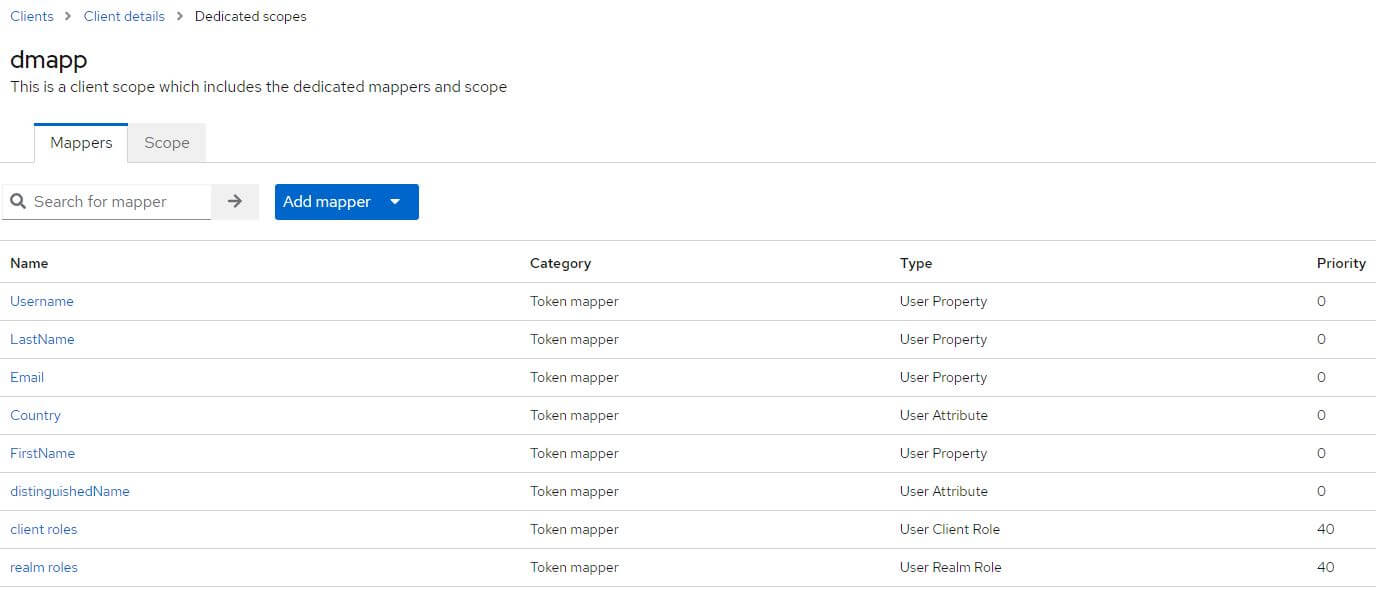 Clients > Client details > Dedicated scopes
dmapp
This is a client scope which includes the dedicated mappers and scope
Mappers Scope
Search for mapper Add mapper
Name Category Type Priority
Username Token mapper User Property 0
LastName Token mapper User Property 0
Email Token mapper User Property 0
Country Token mapper User Attribute 0
FirstName Token mapper User Property 0
distinguishedName Token mapper User Attribute 0
client roles Token mapper User Client Role 40
realm roles Token mapper User Realm Role 40